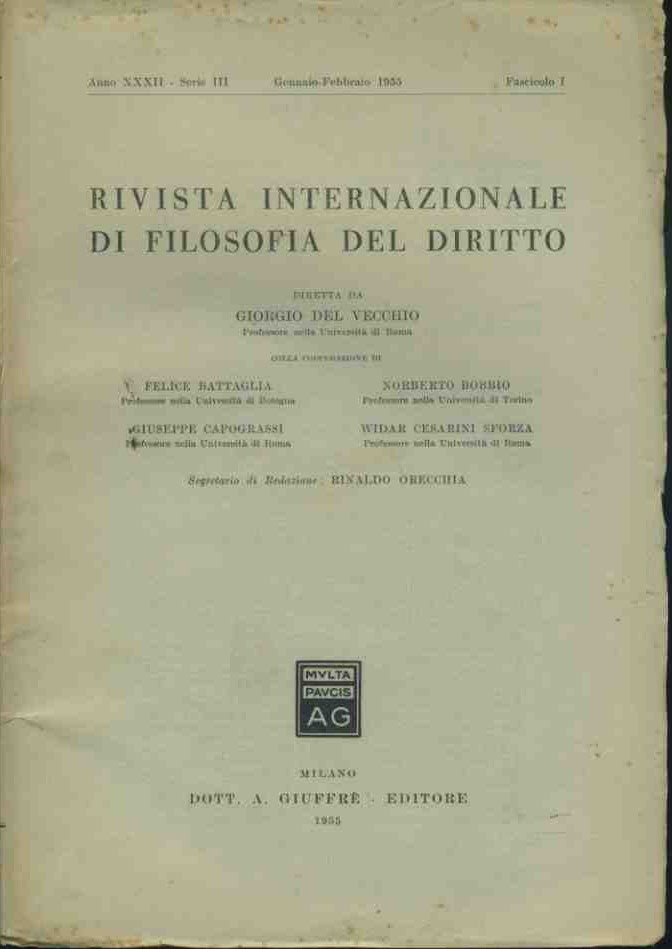 Anno XXXII - Serie III Gennaio-Febbraio 1955 Fascicolo I
RIVISTA INTERNAZIONALE
DI FILOSOFIA DEL DIRITTO
DIRETTA DA
GIORGIO DEL VECCHIO
Professore nella Università di Roma
COLLA COOPERAZIONE DI
FELICE BATTAGLIA
Professore nella Università di Bologna
NORBERTO BOBBIO
Professore nella Università di Torino
GIUSEPPE CAPOGRASSI
Professore nella Università di Roma
WIDAR CESARINI SFORZA
Professore nella Università di Roma
Segretario di Redazione: RINALDO ORECCHIA
MVLTA
PAVCIS
AG
MILANO
DOTT. A. GIUFFRÈ - EDITORE
1955